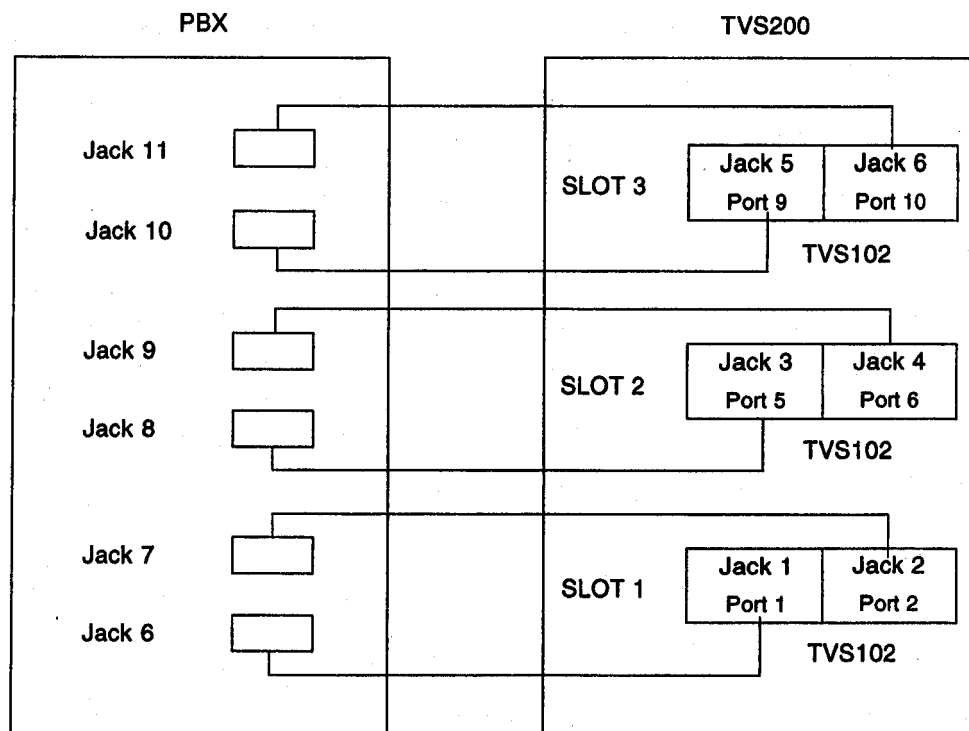 PBX
TVS200
Jack 11
Jack 10
SLOT 3
Jack 5
Jack 6
Port 9
Port 10
TVS102
Jack 9
Jack 8
SLOT 2
Jack 3
Jack 4
Port 5
Port 6
TVS102
Jack 7
Jack 6
SLOT 1
Jack 1
Jack 2
Port 1
Port 2
TVS102